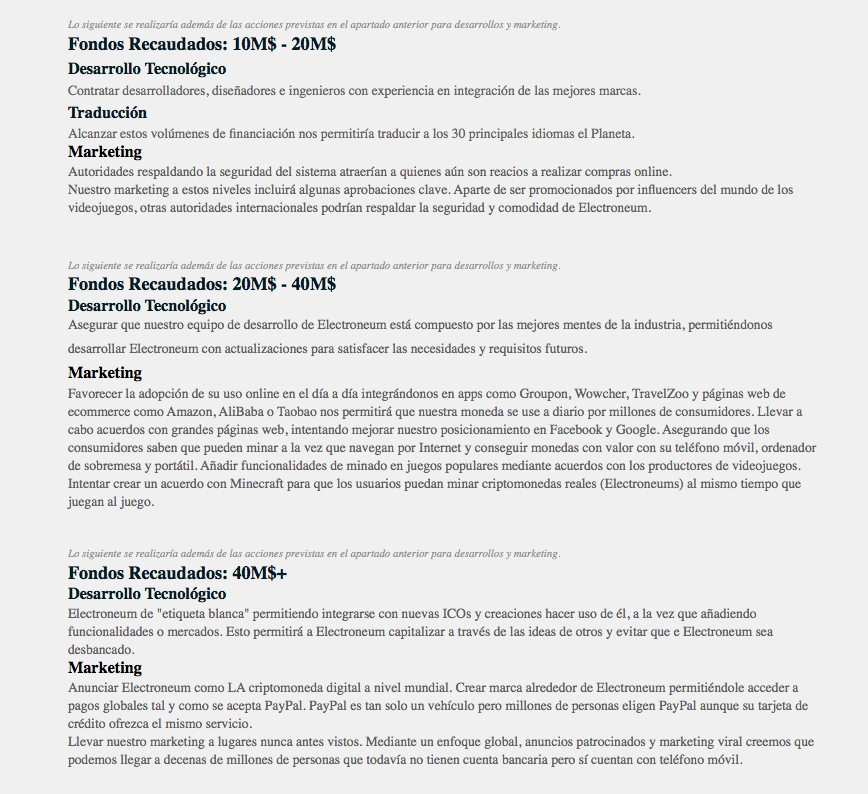 Lo siguiente se realizaría además de las acciones previstas en el apartado anterior para desarrollos y marketing.
Fondos Recaudados: 10M$ - 20M$
Desarrollo Tecnológico
Contratar desarrolladores, diseñadores e ingenieros con experiencia en integración de las mejores marcas.
Traducción
Alcanzar estos volúmenes de financiación nos permitiría traducir a los 30 principales idiomas el Planeta.
Marketing
Autoridades respaldando la seguridad del sistema atraerían a quienes aún son reacios a realizar compras online.
Nuestro marketing a estos niveles incluirá algunas aprobaciones clave. Aparte de ser promocionados por influencers del mundo de los
videojuegos, otras autoridades internacionales podrían respaldar la seguridad y comodidad de Electroneum.
Lo siguiente se realizaría además de las acciones previstas en el apartado anterior para desarrollos y marketing.
Fondos Recaudados: 20M$ - 40M$
Desarrollo Tecnológico
Asegurar que nuestro equipo de desarrollo de Electroneum está compuesto por las mejores mentes de la industria, permitiéndonos
desarrollar Electroneum con actualizaciones para satisfacer las necesidades y requisitos futuros.
Marketing
Favorecer la adopción de su uso online en el día a día integrándonos en apps como Groupon, Wowcher, TravelZoo y páginas web de
ecommerce como Amazon, AliBaba o Taobao nos permitirá que nuestra moneda se use a diario por millones de consumidores. Llevar a
cabo acuerdos con grandes páginas web, intentando mejorar nuestro posicionamiento en Facebook y Google. Asegurando que los
consumidores saben que pueden minar a la vez que navegan por Internet y conseguir monedas con valor con su teléfono móvil, ordenador
de sobremesa y portátil. Añadir funcionalidades de minado en juegos populares mediante acuerdos con los productores de videojuegos.
Intentar crear un acuerdo con Minecraft para que los usuarios puedan minar criptomonedas reales (Electroneums) al mismo tiempo que
juegan al juego.
Lo siguiente se realizaría además de las acciones previstas en el apartado anterior para desarrollos y marketing.
Fondos Recaudados: 40M$+
Desarrollo Tecnológico
Electroneum de "etiqueta blanca" permitiendo integrarse con nuevas ICOs y creaciones hacer uso de él, a la vez que añadiendo
funcionalidades o mercados. Esto permitirá a Electroneum capitalizar a través de las ideas de otros y evitar que e Electroneum sea
desbancado.
Marketing
Anunciar Electroneum como LA criptomoneda digital a nivel mundial. Crear marca alrededor de Electroneum permitiéndole acceder a
pagos globales tal y como se acepta PayPal. PayPal es tan solo un vehículo pero millones de personas eligen PayPal aunque su tarjeta de
crédito ofrezca el mismo servicio.
Llevar nuestro marketing a lugares nunca antes vistos. Mediante un enfoque global, anuncios patrocinados y marketing viral creemos que
podemos llegar a decenas de millones de personas que todavía no tienen cuenta bancaria pero sí cuentan con teléfono móvil.